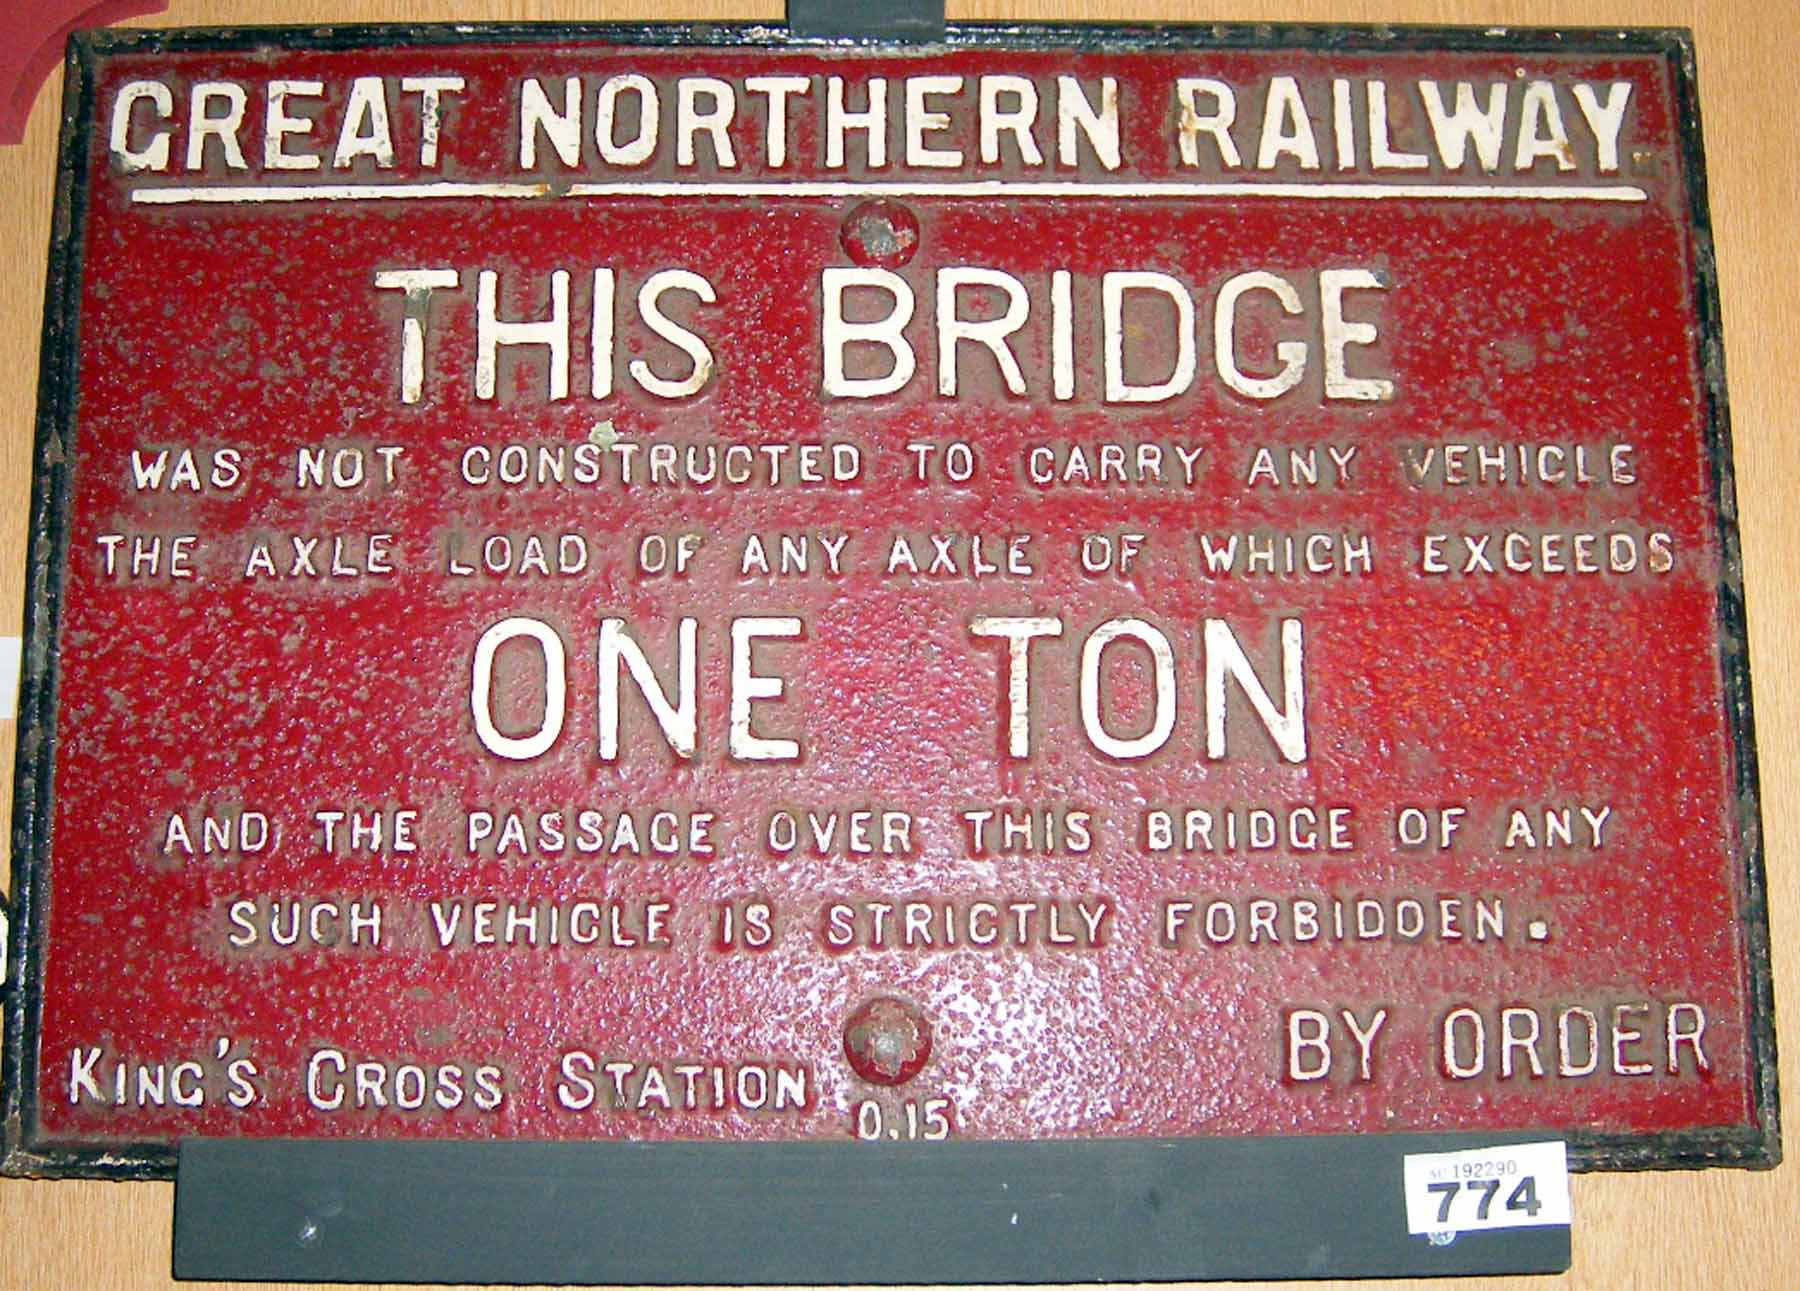 GREAT NORTHERN RAILWAY
THIS BRIDGE
WAS NOT CONSTRUCTED TO CARRY ANY VEHICLE
THE AXLE LOAD OF ANY AXLE OF WHICH EXCEEDS
ONE TON
AND THE PASSAGE OVER THIS BRIDGE OF ANY
SUCH VEHICLE IS STRICTLY FORBIDDEN.
KING'S CROSS STATION
BY ORDER
0.15
192290
774